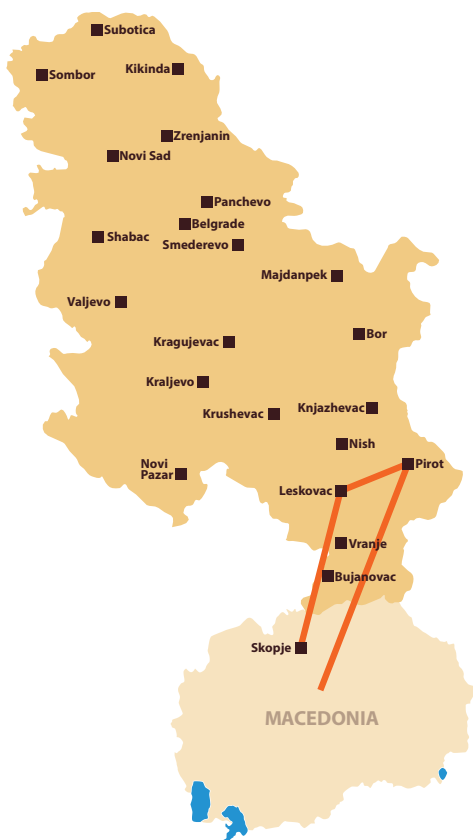 Subotica
Kikinda
Sombor
Zrenjanin
Novi Sad
Panchevo
Belgrade
Shabac
Smederevo
Majdanpek
Valjevo
Bor
Kragujevac
Kraljevo
Knjazhevac
Krushevac
Nish
Novi
Pazar
Pirot
Leskovac
Vranje
Bujanovac
Skopje
MACEDONIA